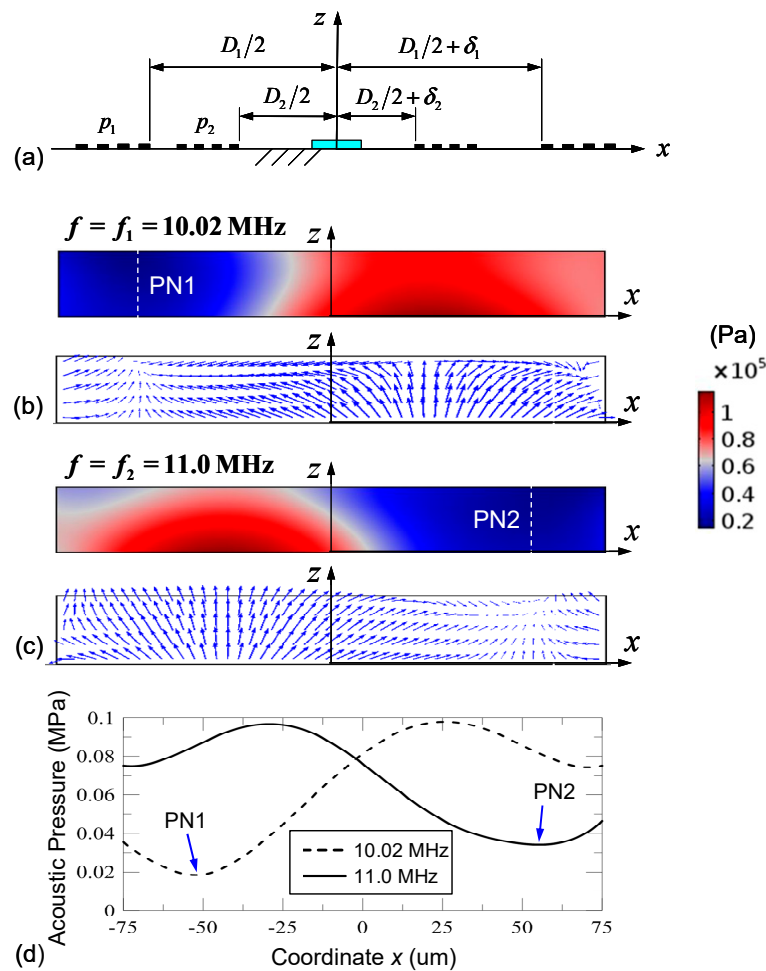 z
D₁/2
D₁/2+δ₁
D₂/2
D₂/2+δ₂
p₁
p₂
(a)
x
f = f₁ = 10.02 MHz
z
PN1
x
z
(b)
x
(Pa)
×10⁵
1
0.8
0.6
0.4
0.2
f = f₂ = 11.0 MHz
z
PN2
x
z
(c)
x
Acoustic Pressure (MPa)
0.1
0.08
0.06
0.04
0.02
0
PN1
PN2
10.02 MHz
11.0 MHz
-75
-50
-25
0
25
50
75
(d)
Coordinate x (um)